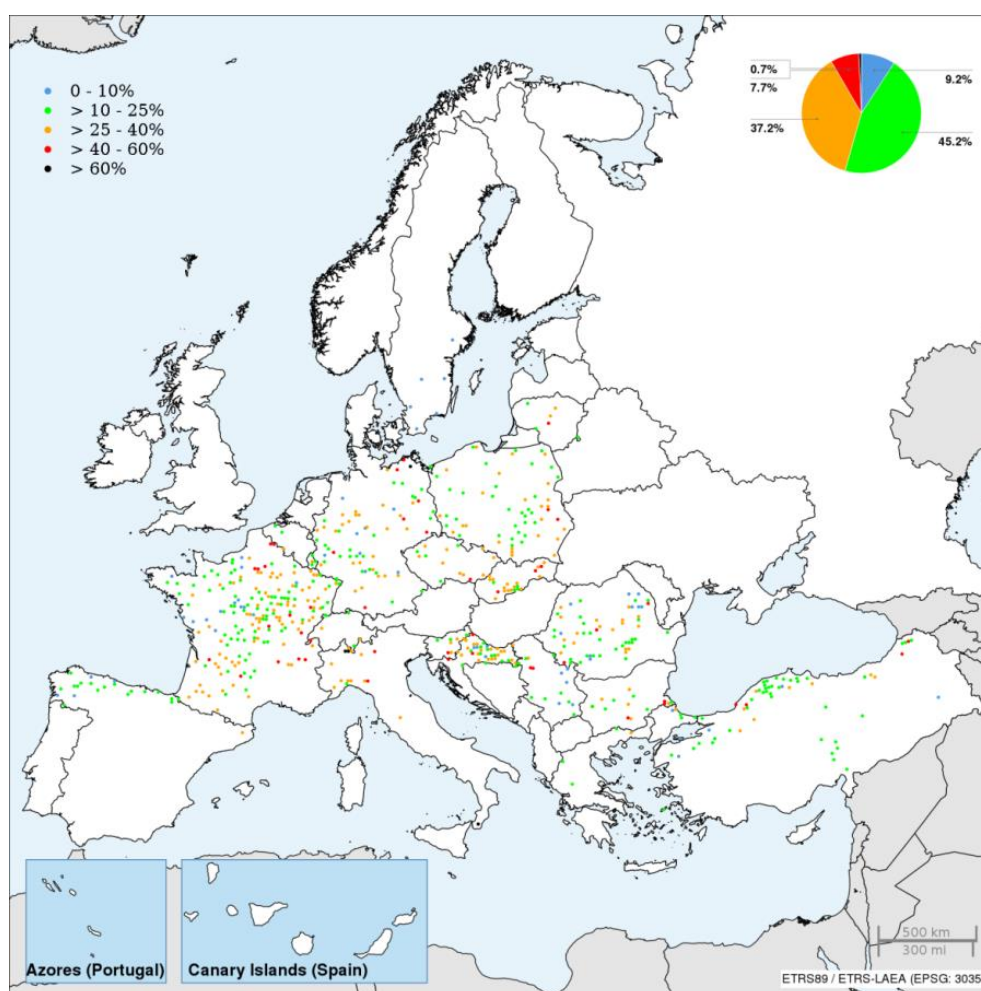 0 - 10%
> 10 - 25%
> 25 - 40%
> 40 - 60%
> 60%
0.7%
7.7%
37.2%
9.2%
45.2%
Azores (Portugal)
Canary Islands (Spain)
500 km
300 mi
ETRS89 / ETRS-LAEA (EPSG: 3035